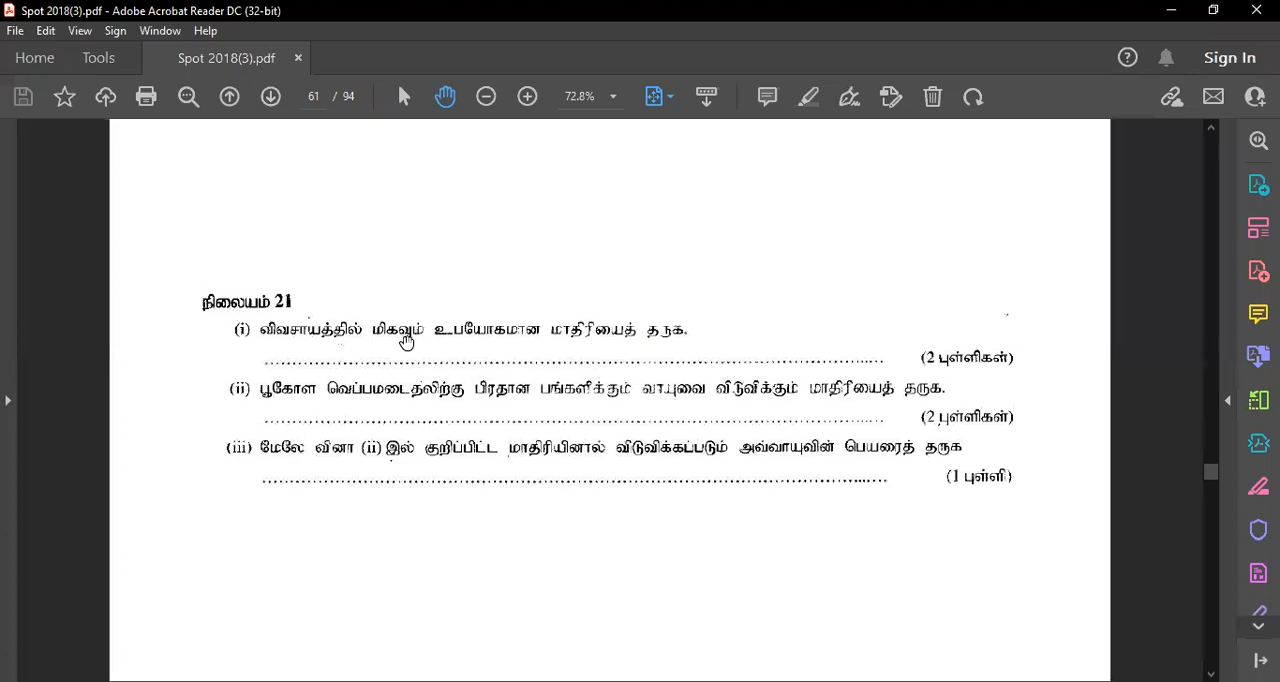 Spot 2018(3).pdf - Adobe Acrobat Reader DC (32-bit)
File Edit View Sign Window Help
Home Tools Spot 2018(3).pdf × Sign In
61 / 94 72.8%
நிலையம் 21
(i) விவசாயத்தில் மிகவும் உபயோகமான மாதிரியைத் தருக.
(2 புள்ளிகள்)
(ii) பூகோள வெப்பமடைதலிற்கு பிரதான பங்களிக்கும் வாயுவை விடுவிக்கும் மாதிரியைத் தருக.
(2 புள்ளிகள்)
(iii) மேலே வினா (ii) இல் குறிப்பிட்ட மாதிரியினால் விடுவிக்கப்படும் அவ்வாயுவின் பெயரைத் தருக
(1 புள்ளி)